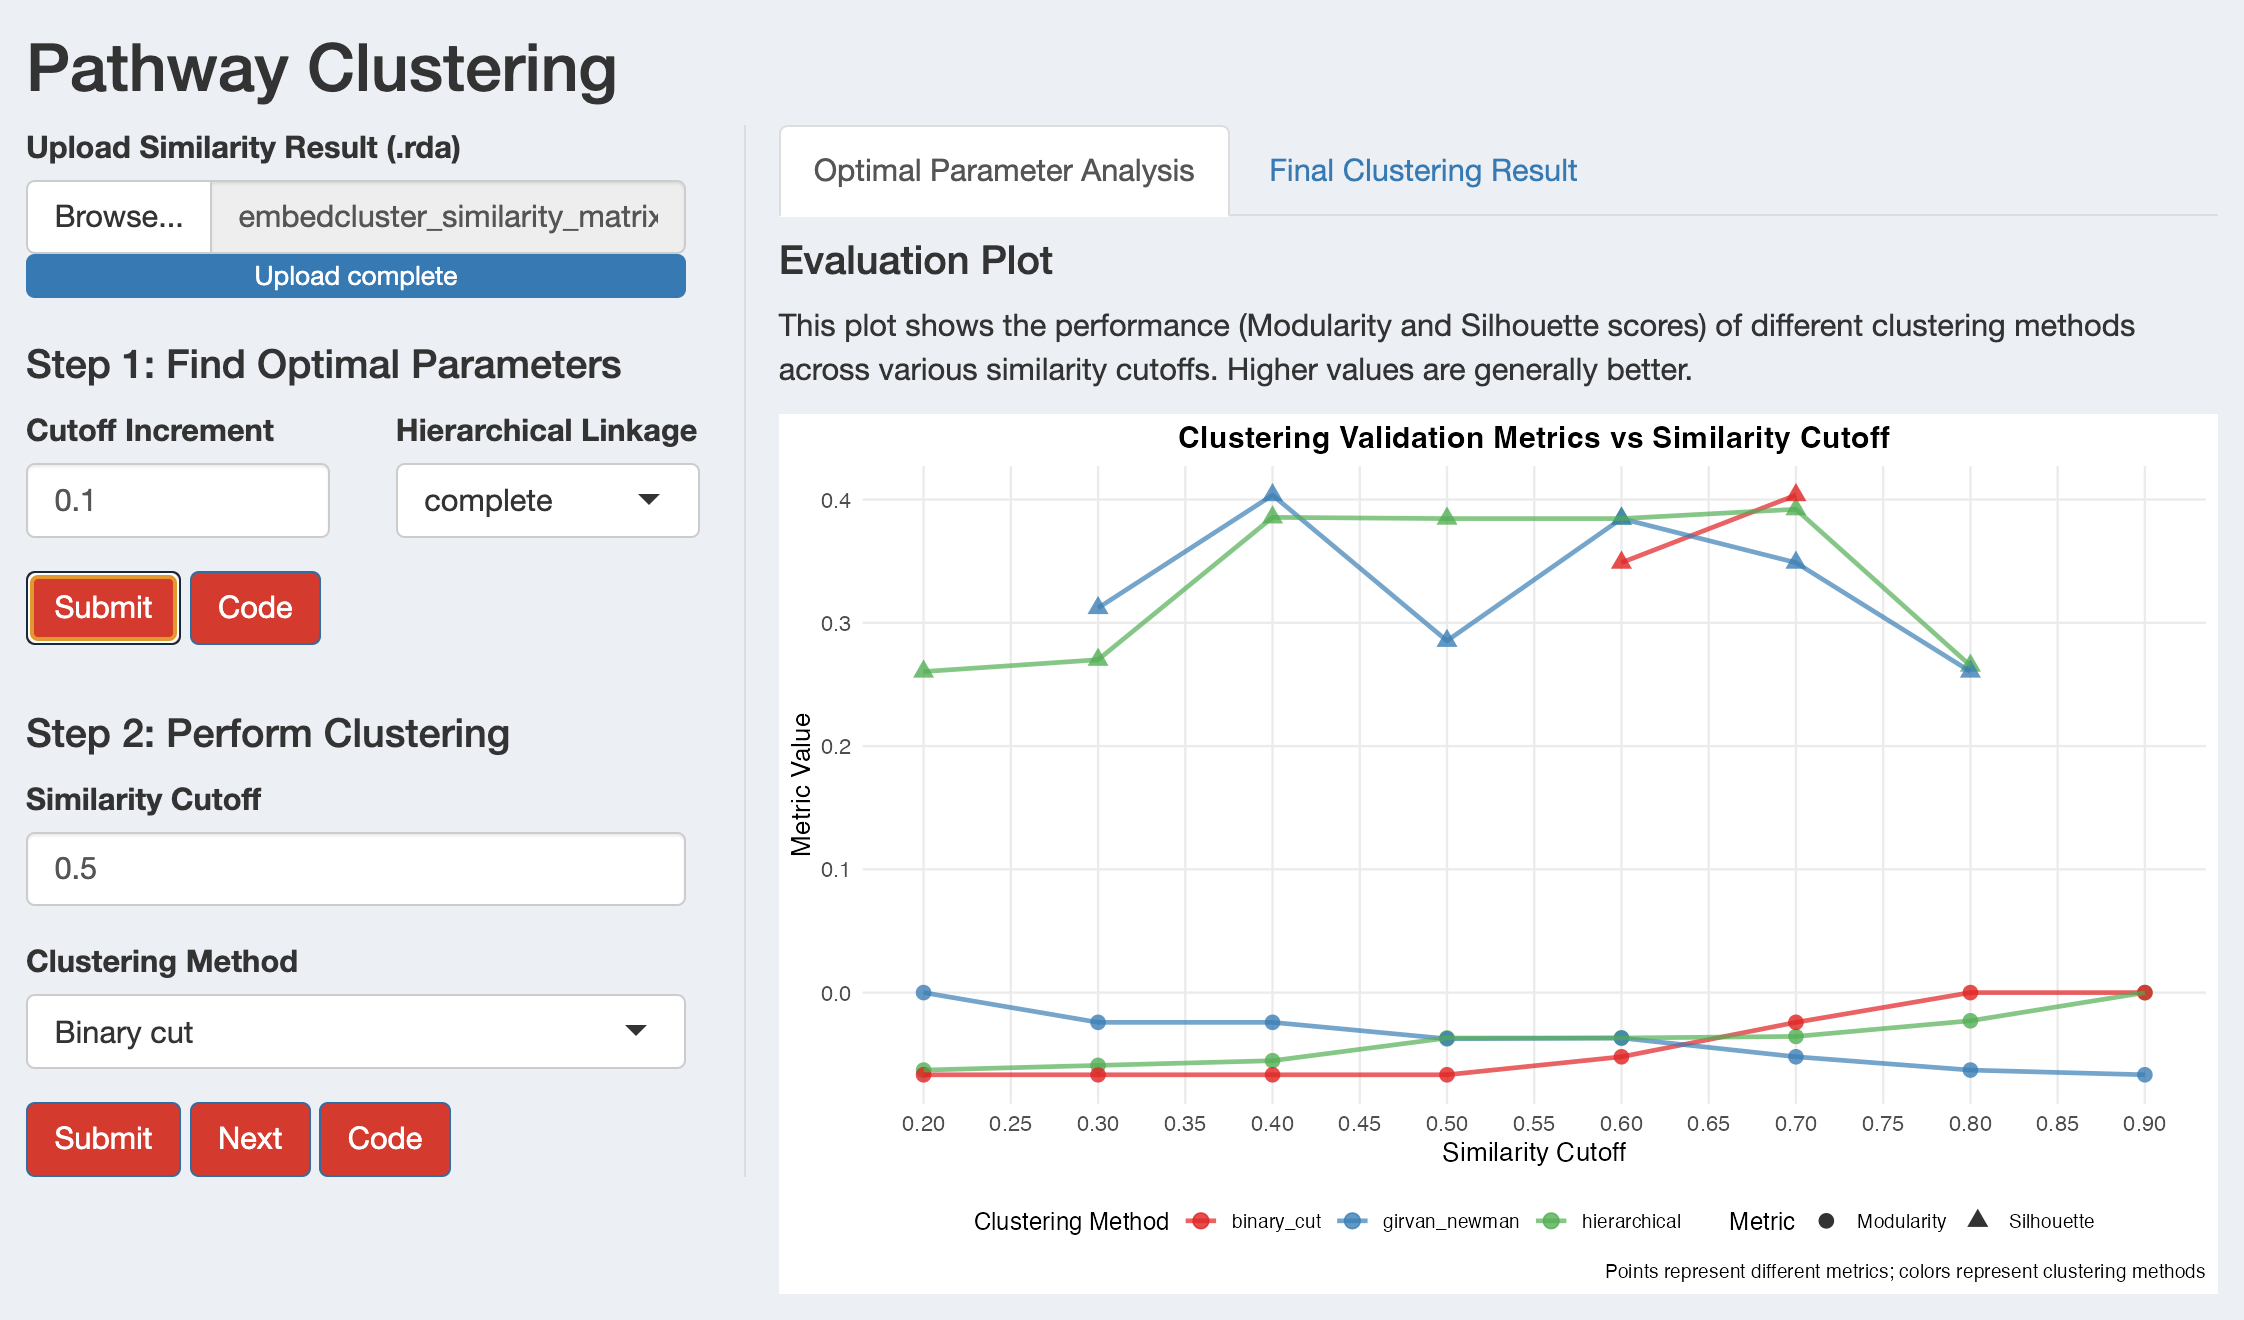 Pathway Clustering
Upload Similarity Result (.rda)
Browse... embedcluster_similarity_matrix
Upload complete
Step 1: Find Optimal Parameters
Cutoff Increment Hierarchical Linkage
0.1 complete
Submit Code
Step 2: Perform Clustering
Similarity Cutoff
0.5
Clustering Method
Binary cut
Submit Next Code
Optimal Parameter Analysis Final Clustering Result
Evaluation Plot
This plot shows the performance (Modularity and Silhouette scores) of different clustering methods
across various similarity cutoffs. Higher values are generally better.
Clustering Validation Metrics vs Similarity Cutoff
0.4
0.3
0.2
0.1
0.0
Metric Value
0.20 0.25 0.30 0.35 0.40 0.45 0.50 0.55 0.60 0.65 0.70 0.75 0.80 0.85 0.90
Similarity Cutoff
Clustering Method binary_cut girvan_newman hierarchical Metric Modularity Silhouette
Points represent different metrics; colors represent clustering methods